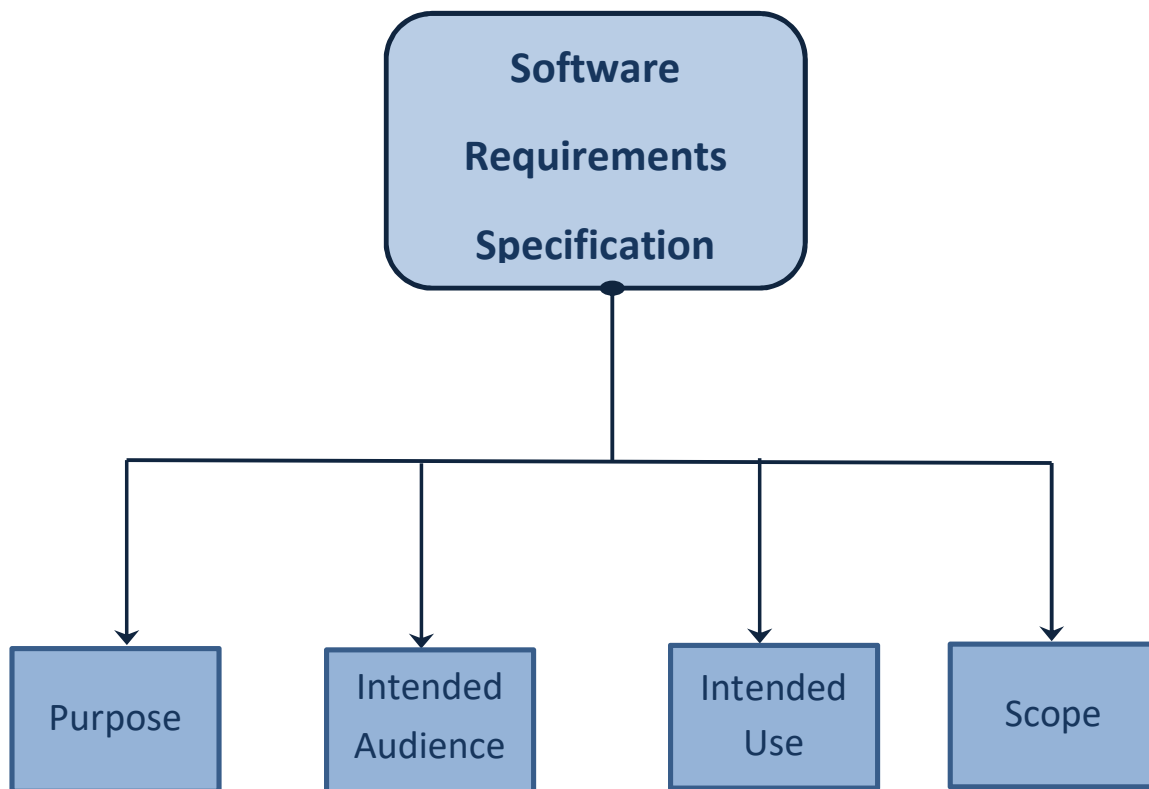 Software
Requirements
Specification
Purpose
Intended
Audience
Intended
Use
Scope